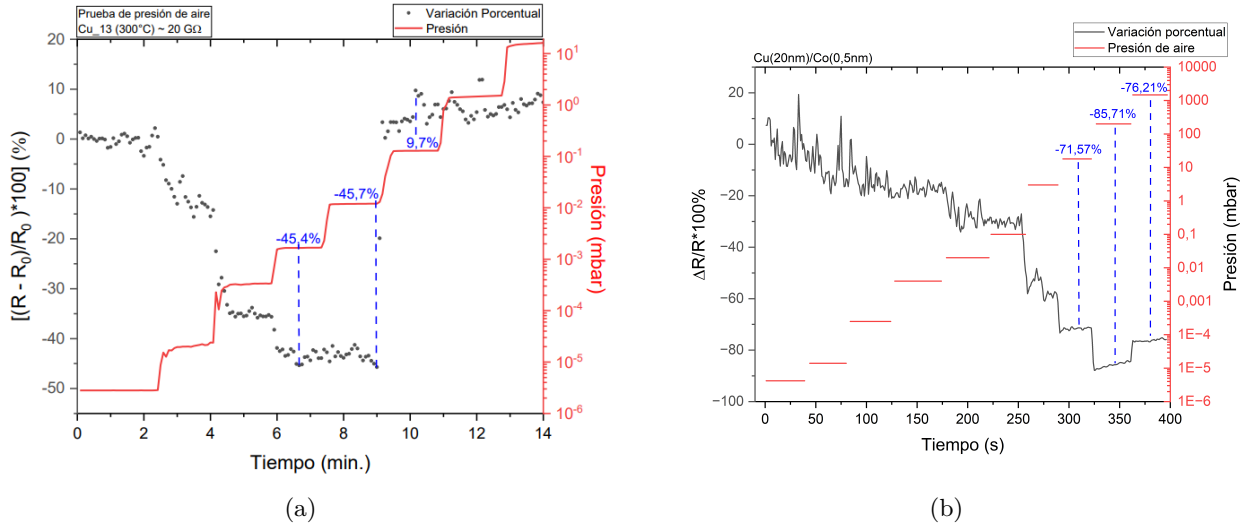 Prueba de presión de aire
Cu_13 (300°C) ~ 20 GΩ
Variación Porcentual
Presión
[(R - R0)/R0 )*100] (%)
20
10
0
-10
-20
-30
-40
-50
-45,4%
-45,7%
9,7%
10^1
10^0
10^-1
10^-2
10^-3
10^-4
10^-5
10^-6
Presión (mbar)
0 2 4 6 8 10 12 14
Tiempo (min.)
(a)
Variación porcentual
Presión de aire
Cu(20nm)/Co(0,5nm)
ΔR/R*100%
20
0
−20
−40
−60
−80
−100
-71,57%
-85,71%
-76,21%
10000
1000
100
10
1
0,1
0,01
0,001
1E-4
1E-5
1E-6
Presión (mbar)
0 50 100 150 200 250 300 350 400
Tiempo (s)
(b)